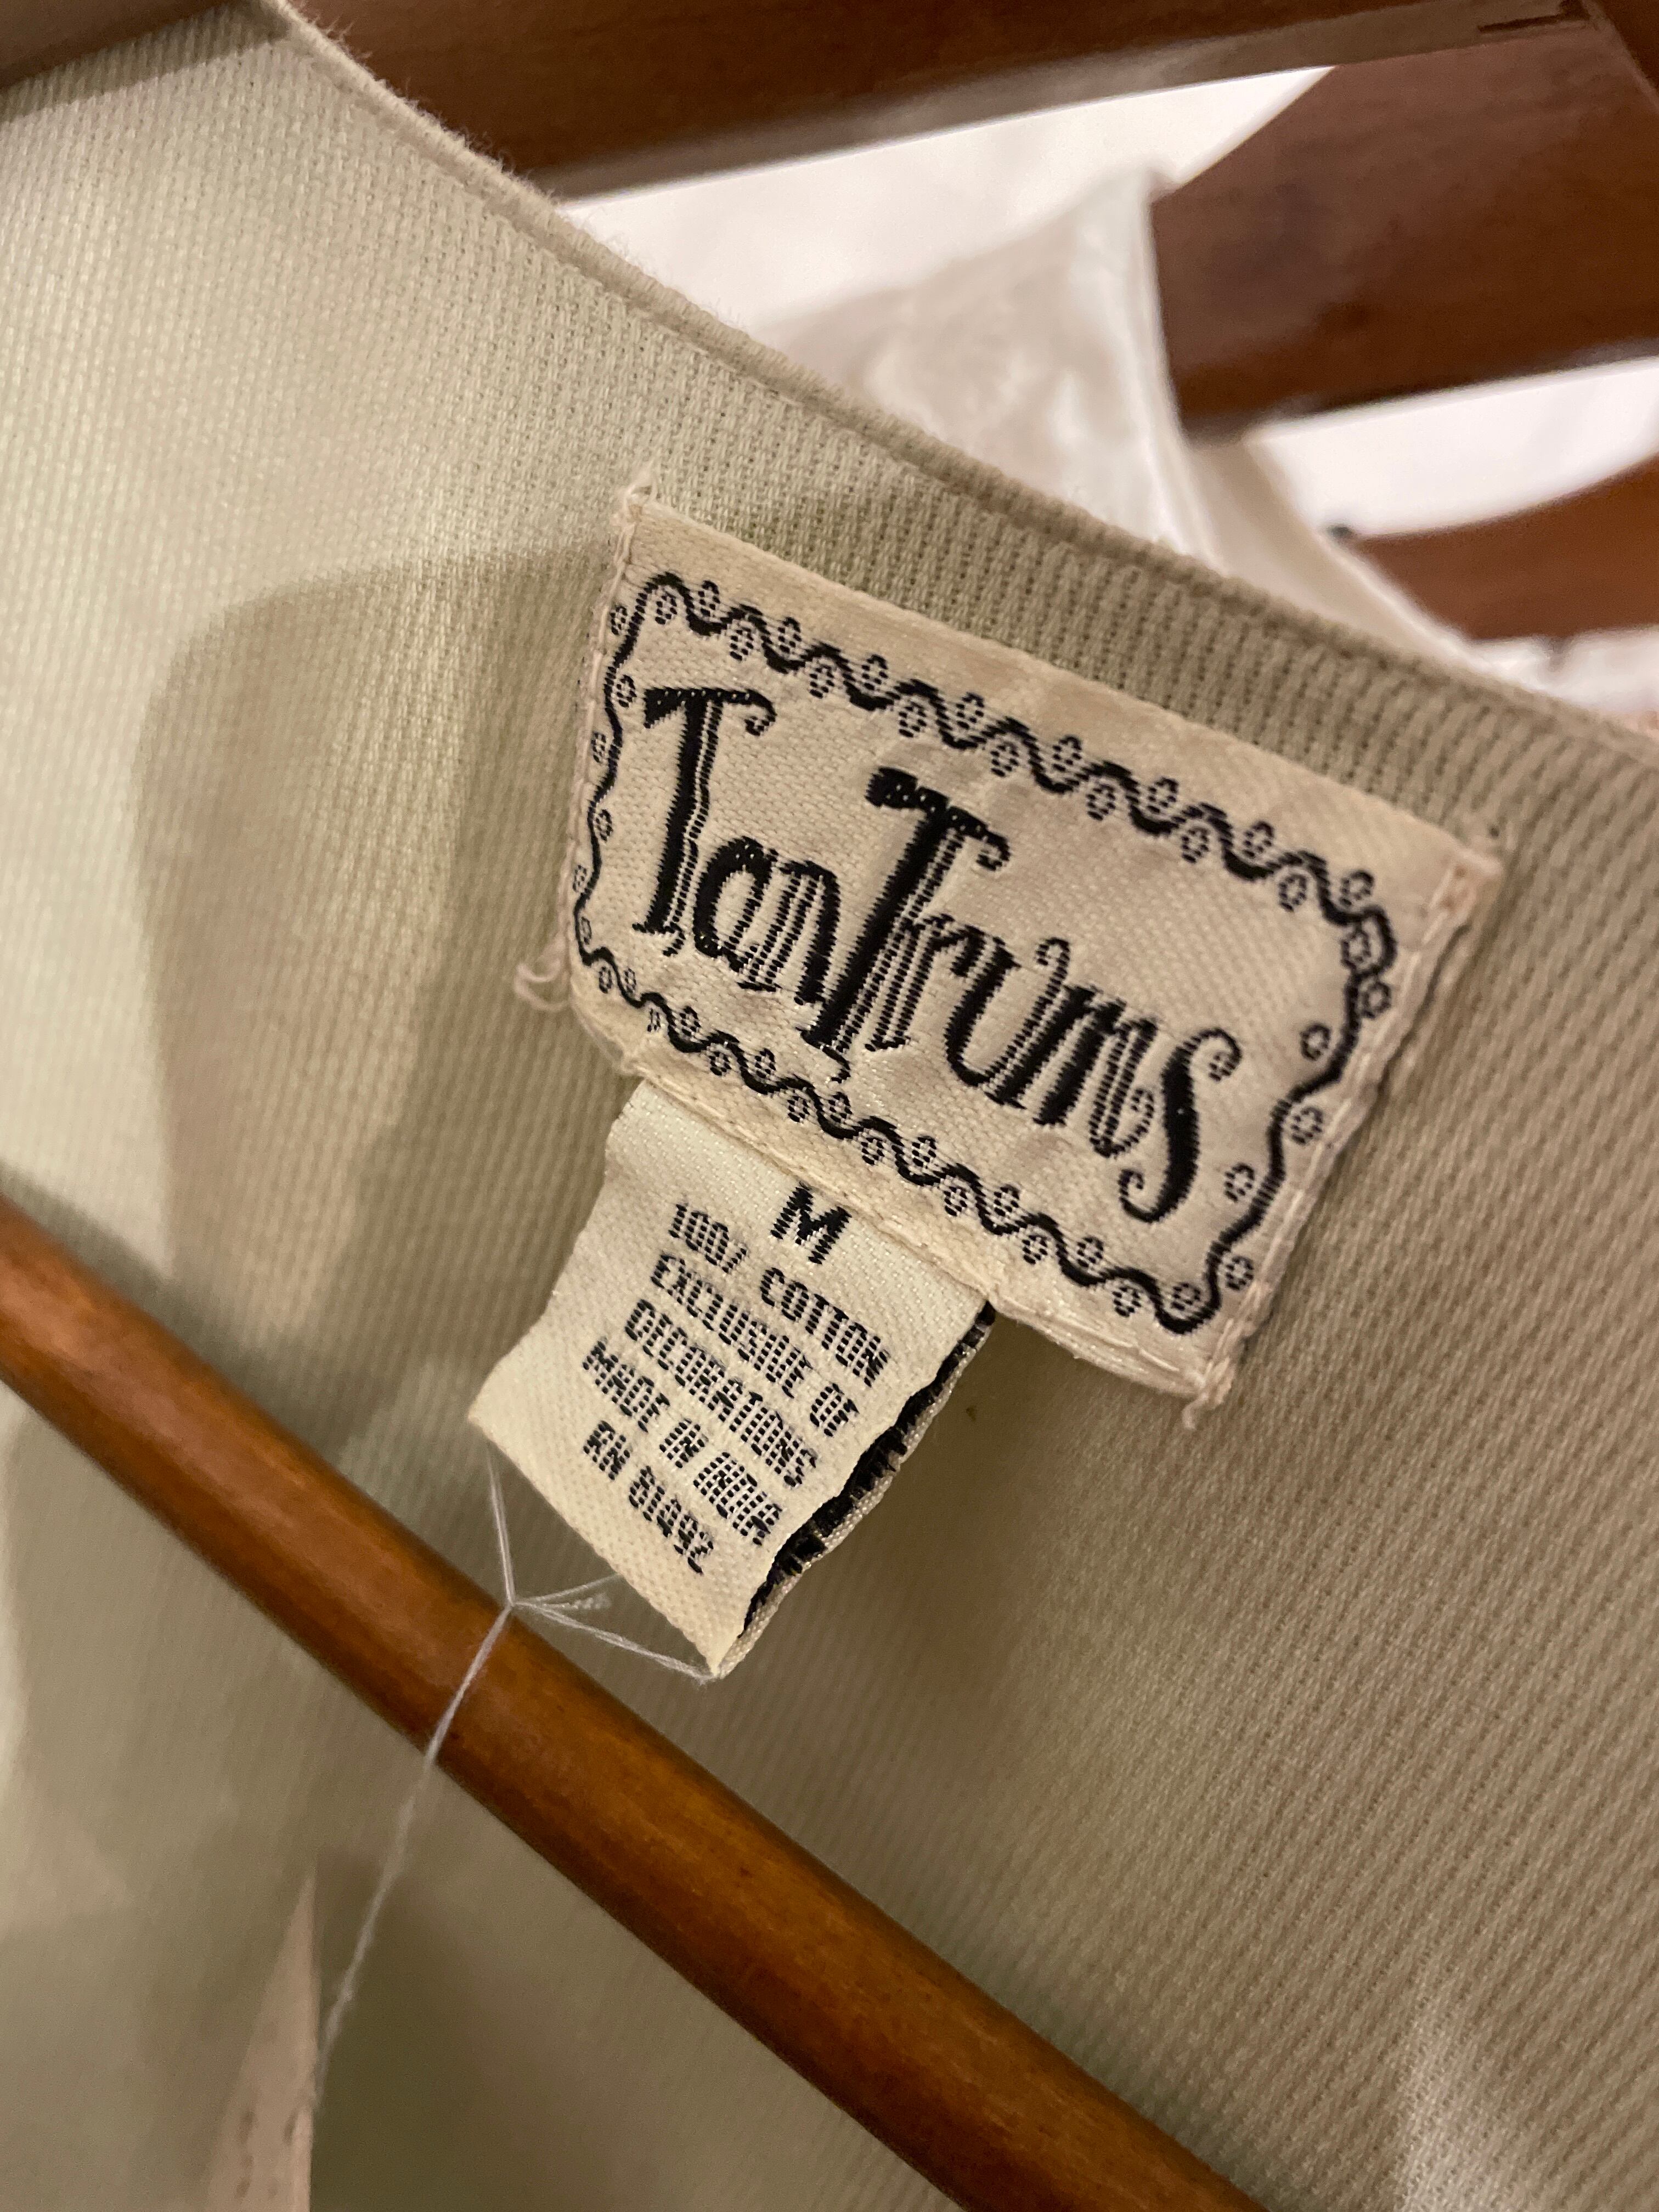 TanTrums
M
100% COTTON
EXCLUSIVE OF
DECORATIONS
MADE IN INDIA
RN 81492